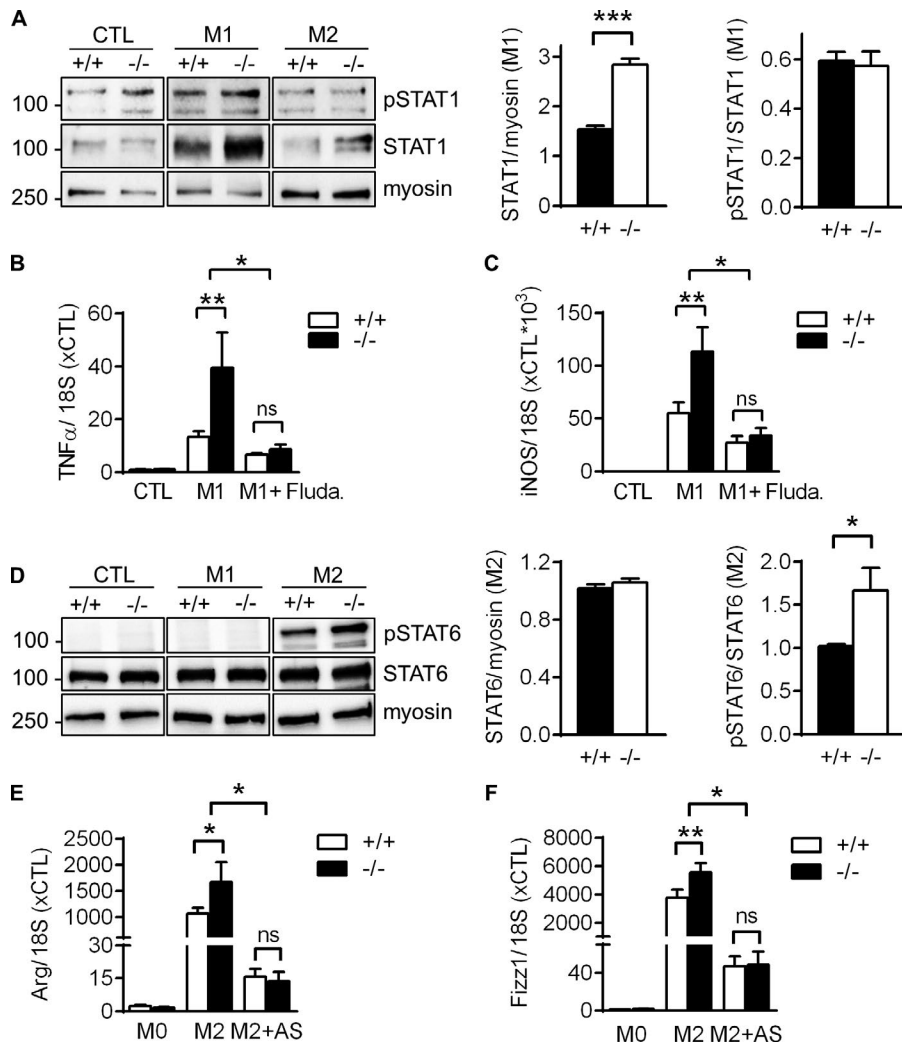 A
CTL M1 M2
+/+ -/- +/+ -/- +/+ -/-
100 pSTAT1
100 STAT1
250 myosin
STAT1/myosin (M1)
3
2
1
0
***
+/+ -/-
pSTAT1/STAT1 (M1)
0.6
0.4
0.2
0.0
+/+ -/-
B
TNFα/ 18S (xCTL)
60
40
20
0
*
**
ns
+/+
-/-
CTL M1 M1+ Fluda.
C
iNOS/18S (xCTL*10³)
150
100
50
0
*
**
ns
+/+
-/-
CTL M1 M1+ Fluda.
D
CTL M1 M2
+/+ -/- +/+ -/- +/+ -/-
100 pSTAT6
100 STAT6
250 myosin
STAT6/myosin (M2)
1.2
0.8
0.4
0.0
+/+ -/-
pSTAT6/STAT6 (M2)
2.0
1.5
1.0
0.5
0.0
*
+/+ -/-
E
Arg/18S (xCTL)
2500
2000
1500
1000
500
30
15
0
*
*
ns
+/+
-/-
M0 M2 M2+AS
F
Fizz1/18S (xCTL)
8000
6000
4000
2000
40
0
*
**
ns
+/+
-/-
M0 M2 M2+AS